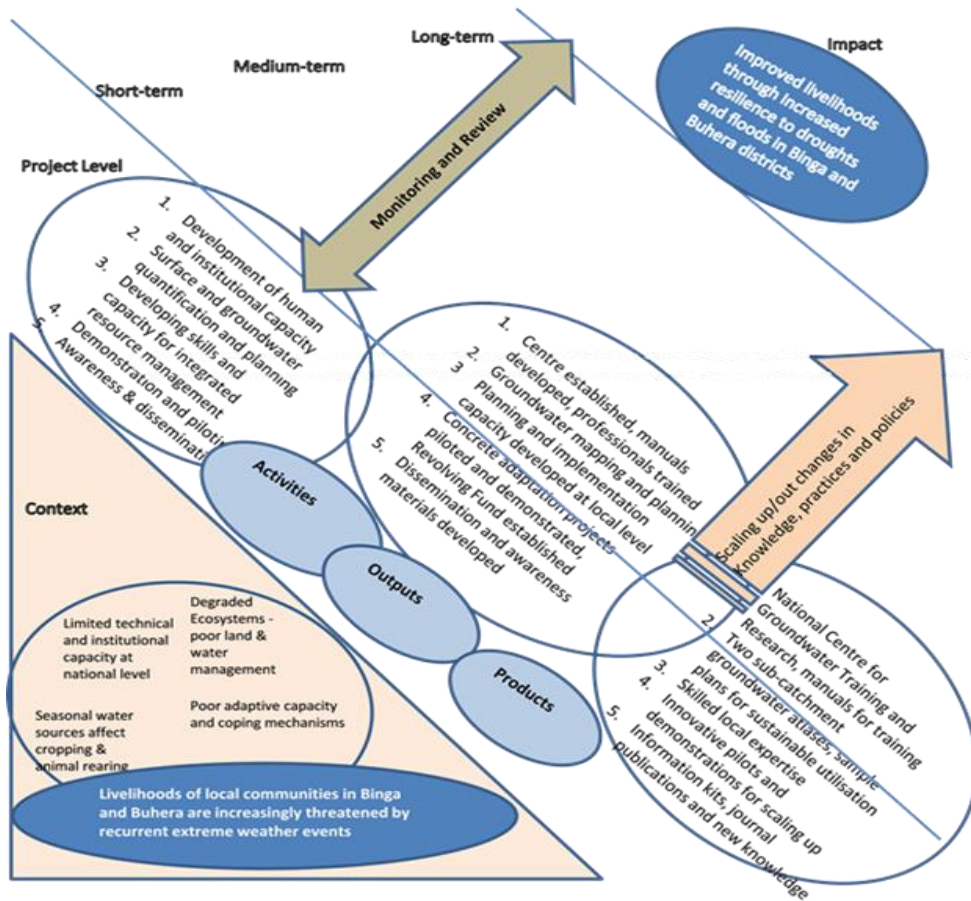 Short-term
Medium-term
Long-term
Impact
Improved livelihoods
through Increased
resilience to droughts
and floods in Binga and
Buhera districts
Monitoring and Review
Project Level
1. Development of human
and institutional capacity
2. Surface and groundwater
quantification and planning
3. Developing skills and
capacity for integrated
resource management
4. Demonstration and piloting
5. Awareness & dissemination
Activities
1. Centre established, manuals
developed, professionals trained
2. Groundwater mapping and planning
3. Planning and implementation
capacity developed at local level
4. Concrete adaptation projects
piloted and demonstrated,
Revolving Fund established
5. Dissemination and awareness
materials developed
Outputs
Scaling up/out changes in
Knowledge, practices and policies
National Centre for
Groundwater Training and
Research, manuals for training
2. Two sub-catchment
groundwater atlases, sample
plans for sustainable utilisation
3. Skilled local expertise
4. Innovative pilots and
demonstrations for scaling up
5. Information kits, journal
publications and new knowledge
Products
Context
Limited technical
and institutional
capacity at
national level
Degraded
Ecosystems -
poor land &
water
management
Seasonal water
sources affect
cropping &
animal rearing
Poor adaptive capacity
and coping mechanisms
Livelihoods of local communities in Binga
and Buhera are increasingly threatened by
recurrent extreme weather events